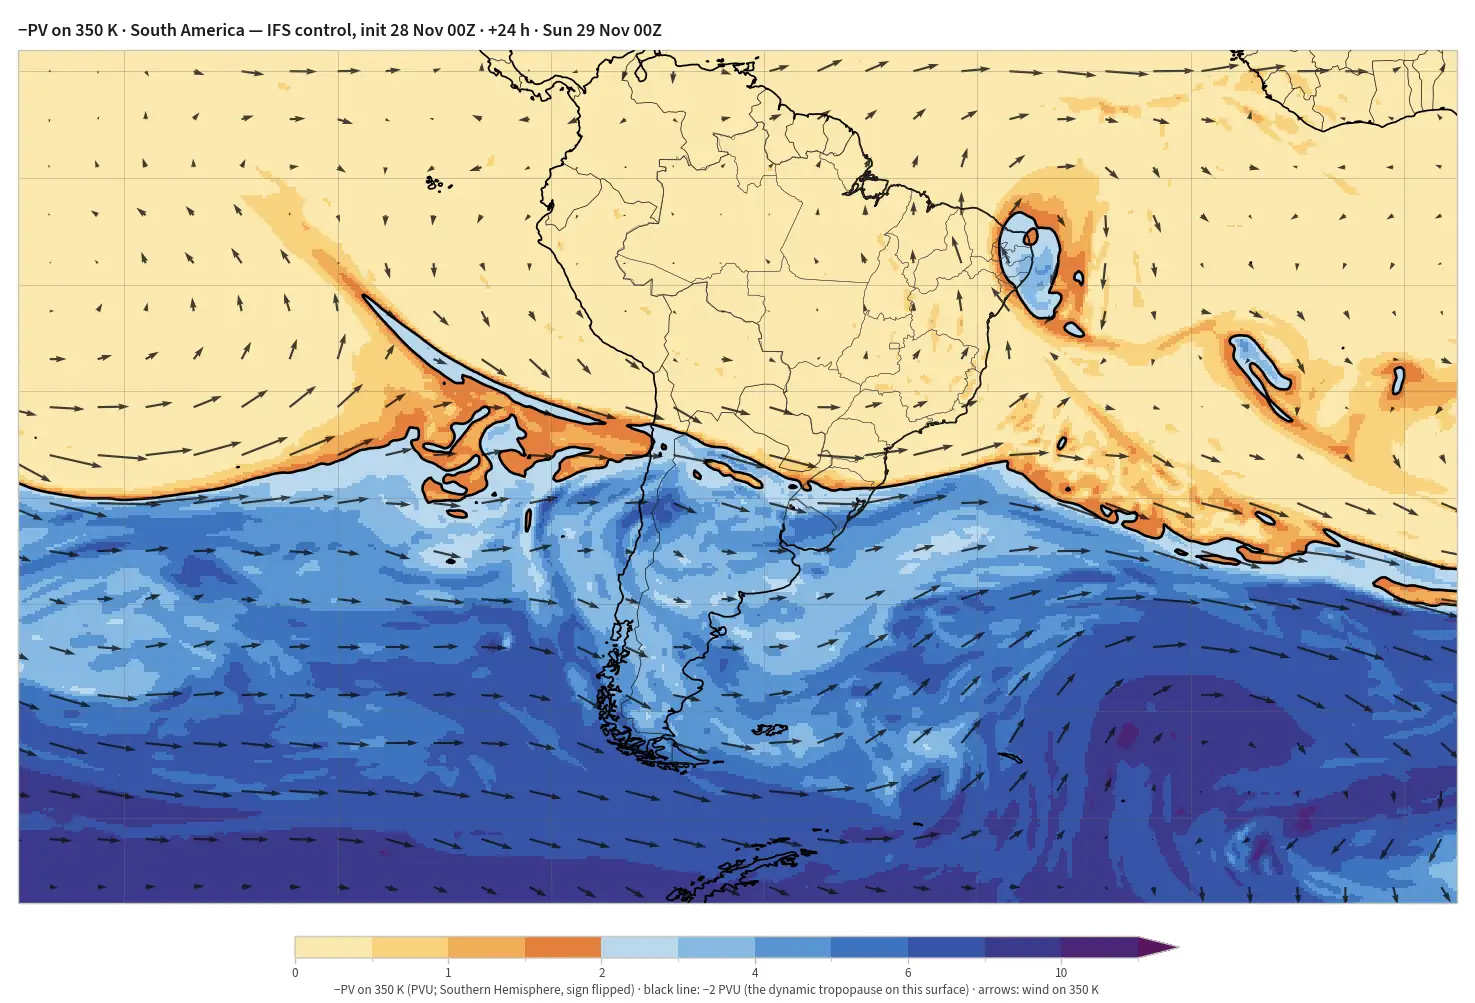 −PV on 350 K · South America — IFS control, init 28 Nov 00Z · +24 h · Sun 29 Nov 00Z
0 1 2 4 6 10
−PV on 350 K (PVU; Southern Hemisphere, sign flipped) · black line: −2 PVU (the dynamic tropopause on this surface) · arrows: wind on 350 K